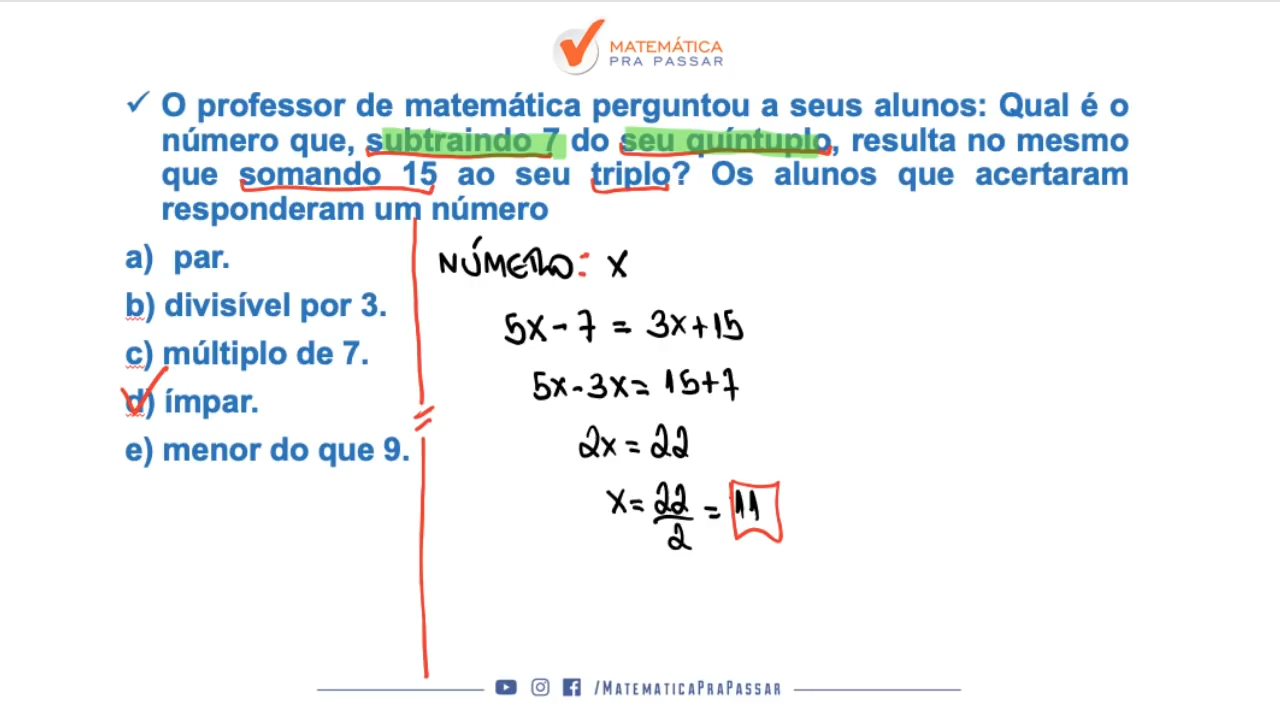 MATEMÁTICA
PRA PASSAR
✓ O professor de matemática perguntou a seus alunos: Qual é o
número que, subtraindo 7 do seu quíntuplo, resulta no mesmo
que somando 15 ao seu triplo? Os alunos que acertaram
responderam um número
a) par.
b) divisível por 3.
c) múltiplo de 7.
d) ímpar.
e) menor do que 9.
NÚMERO: X
5X - 7 = 3X + 15
5X - 3X = 15 + 7
2X = 22
X = 22/2 = 11
/MATEMATICAPRAPASSAR